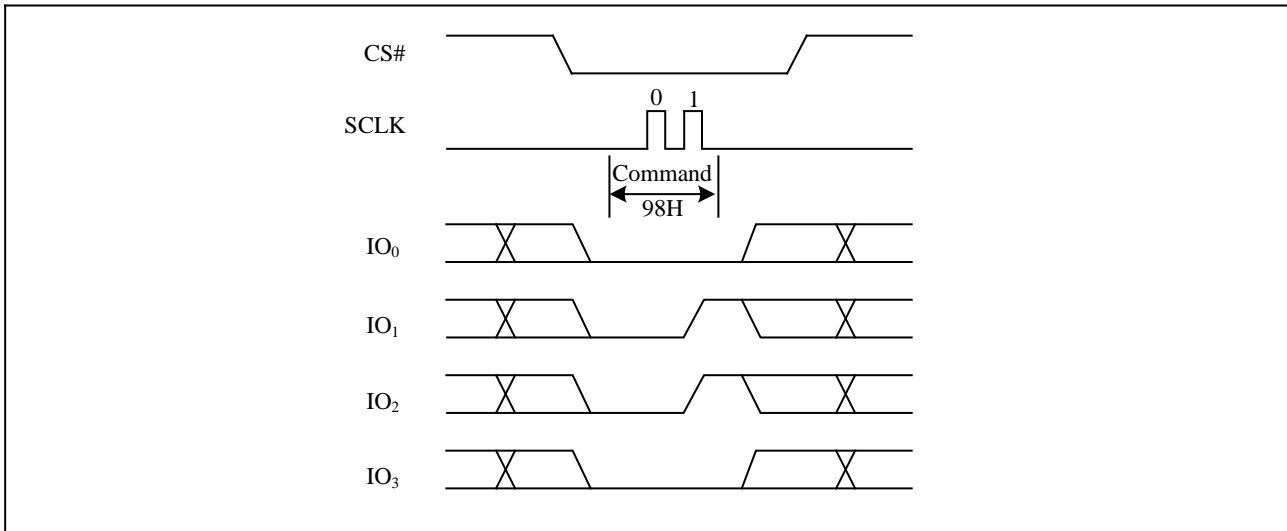 CS#
0 1
SCLK
Command
98H
IO₀
IO₁
IO₂
IO₃